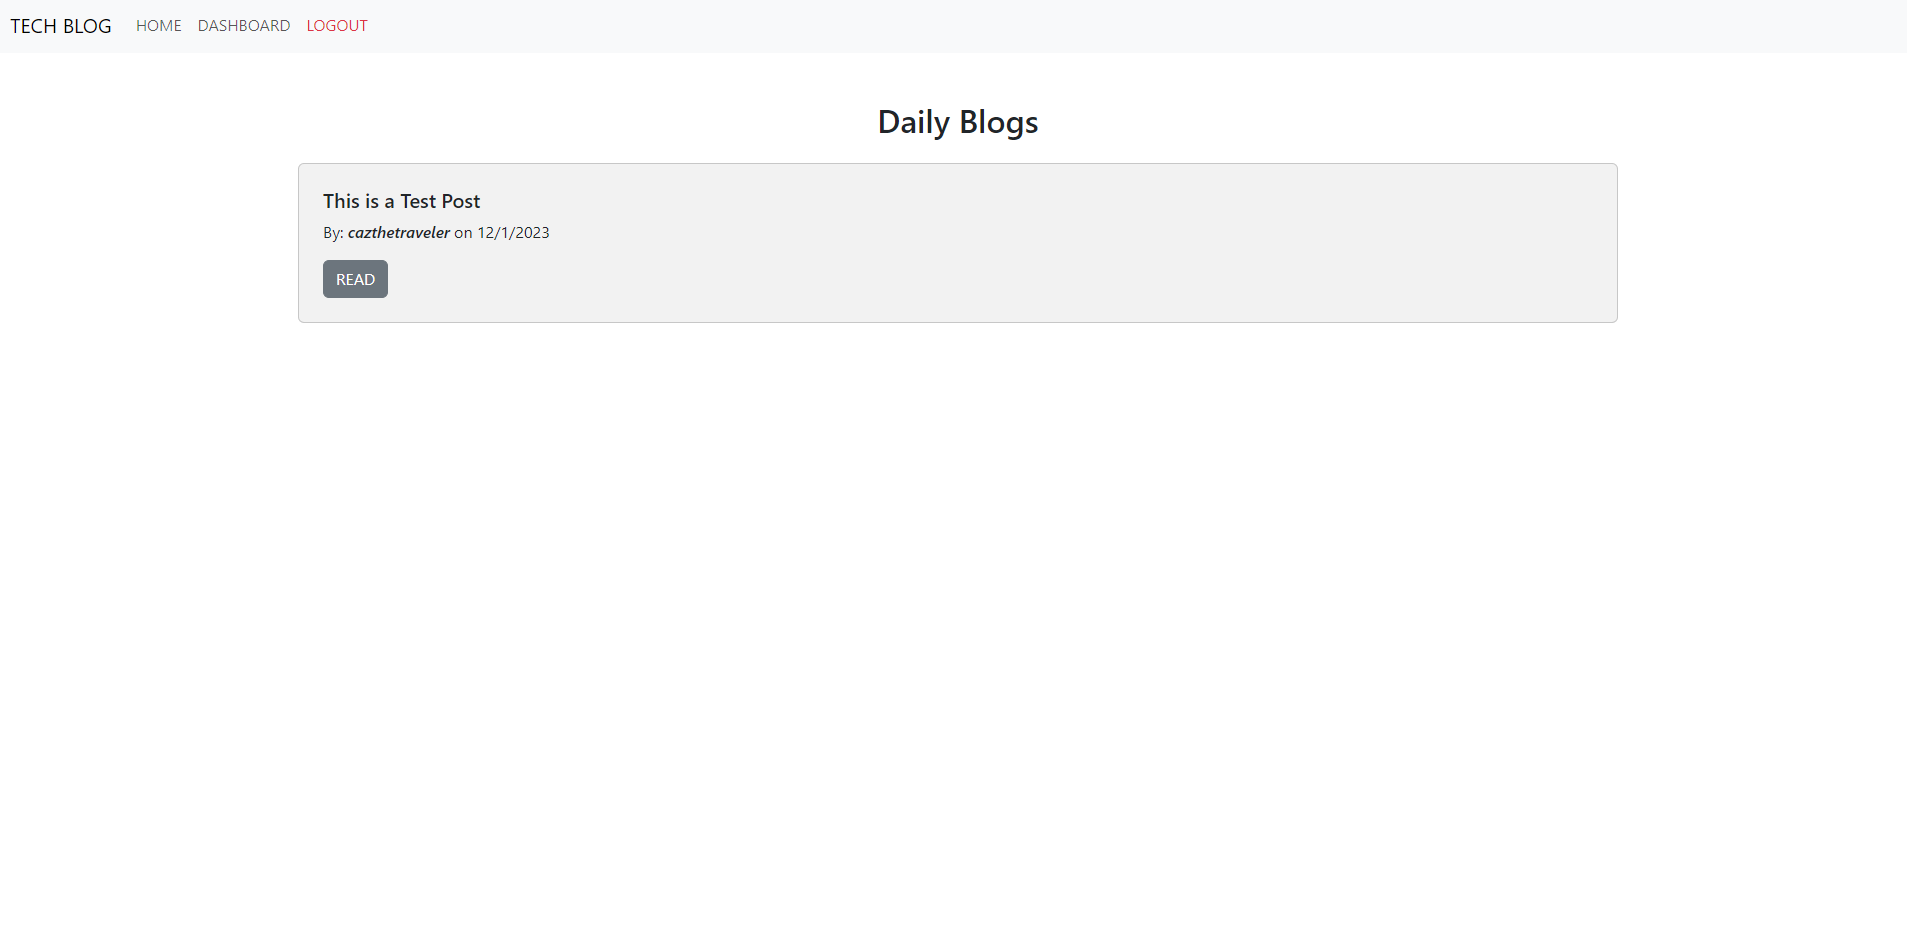 TECH BLOG HOME DASHBOARD LOGOUT
Daily Blogs
This is a Test Post
By: cazthetraveler on 12/1/2023
READ